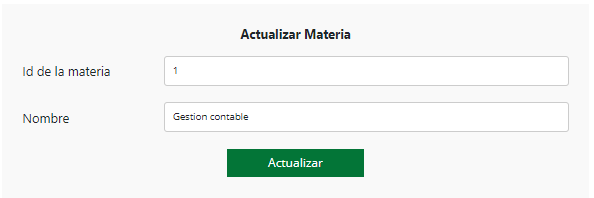 Actualizar Materia
Id de la materia 1
Nombre Gestion contable
Actualizar